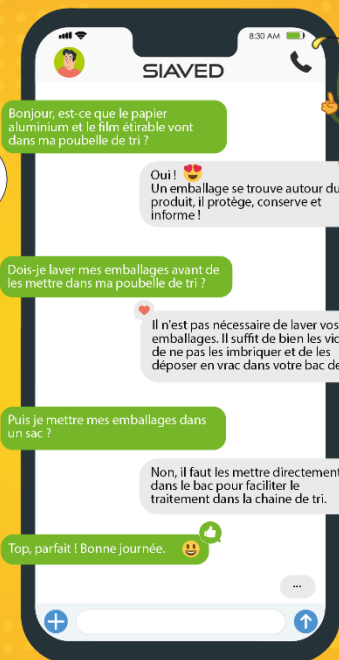 8:30 AM
SIAVED
Bonjour, est-ce que le papier
aluminium et le film étirable vont
dans ma poubelle de tri ?
Oui !
Un emballage se trouve autour du
produit, il protège, conserve et
informe !
Dois-je laver mes emballages avant de
les mettre dans ma poubelle de tri ?
Il n'est pas nécessaire de laver vos
emballages. Il suffit de bien les
de ne pas les imbriquer et de les
déposer en vrac dans votre bac de
Puis je mettre mes emballages dans
un sac ?
Non, il faut les mettre directement
dans le bac pour faciliter le
traitement dans la chaine de tri.
Top, parfait ! Bonne journée.
...